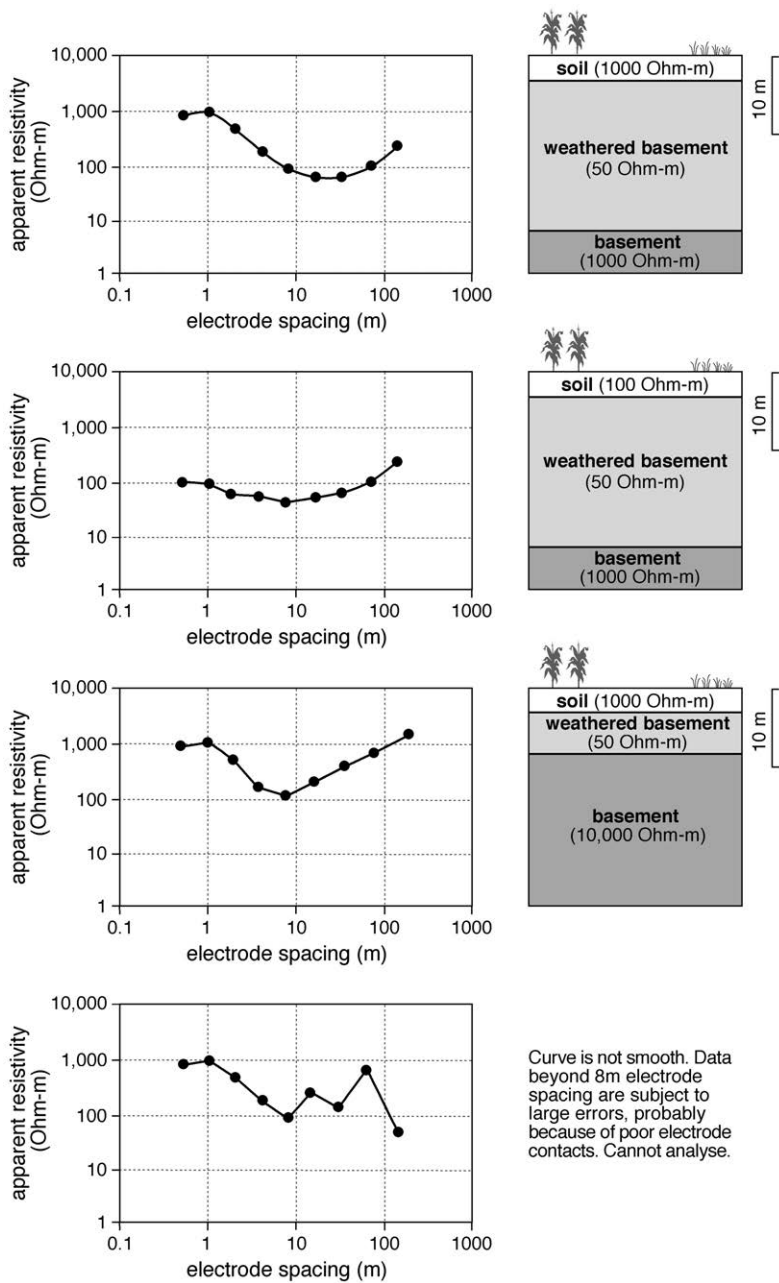 apparent resistivity
(Ohm-m)
10,000
1,000
100
10
1
0.1
1
10
100
1000
electrode spacing (m)
soil (1000 Ohm-m)
weathered basement
(50 Ohm-m)
basement
(1000 Ohm-m)
10 m
apparent resistivity
(Ohm-m)
10,000
1,000
100
10
1
0.1
1
10
100
1000
electrode spacing (m)
soil (100 Ohm-m)
weathered basement
(50 Ohm-m)
basement
(1000 Ohm-m)
10 m
apparent resistivity
(Ohm-m)
10,000
1,000
100
10
1
0.1
1
10
100
1000
electrode spacing (m)
soil (1000 Ohm-m)
weathered basement
(50 Ohm-m)
basement
(10,000 Ohm-m)
10 m
apparent resistivity
(Ohm-m)
10,000
1,000
100
10
1
0.1
1
10
100
1000
electrode spacing (m)
Curve is not smooth. Data
beyond 8m electrode
spacing are subject to
large errors, probably
because of poor electrode
contacts. Cannot analyse.